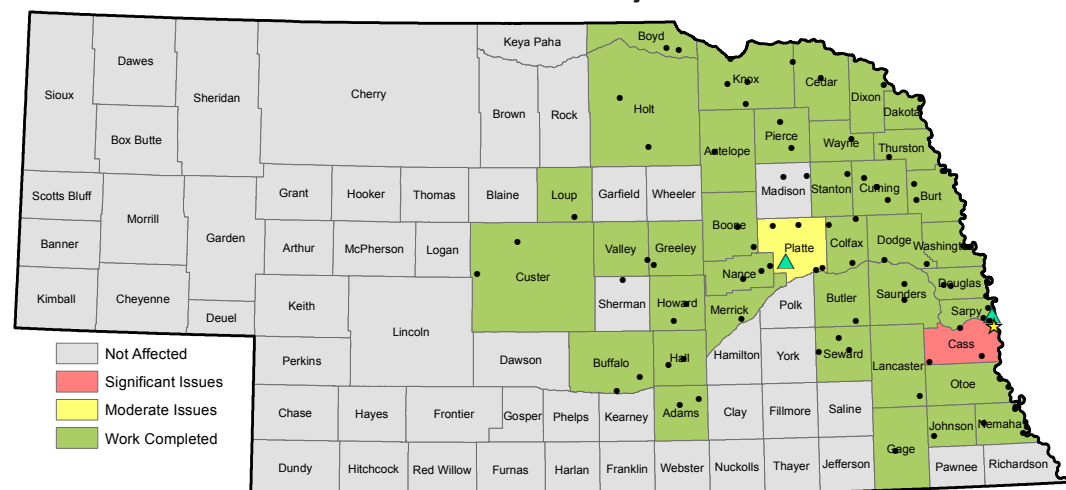 Boyd
Keya Paha
Dawes
Sioux
Sheridan
Cherry
Knox
Cedar
Dixon
Dakota
Brown
Rock
Holt
Box Butte
Antelope
Pierce
Wayne
Thurston
Scotts Bluff
Morrill
Grant
Hooker
Thomas
Blaine
Loup
Garfield
Wheeler
Madison
Stanton
Cuming
Burt
Banner
Garden
Arthur
McPherson
Logan
Custer
Valley
Greeley
Boone
Platte
Colfax
Dodge
Washington
Kimball
Cheyenne
Deuel
Keith
Lincoln
Sherman
Howard
Nance
Merrick
Polk
Butler
Saunders
Douglas
Sarpy
Not Affected
Significant Issues
Moderate Issues
Work Completed
Perkins
Dawson
Buffalo
Hall
Hamilton
York
Seward
Lancaster
Cass
Otoe
Chase
Hayes
Frontier
Gosper
Phelps
Kearney
Adams
Clay
Fillmore
Saline
Johnson
Nemaha
Gage
Dundy
Hitchcock
Red Willow
Furnas
Harlan
Franklin
Webster
Nuckolls
Thayer
Jefferson
Pawnee
Richardson